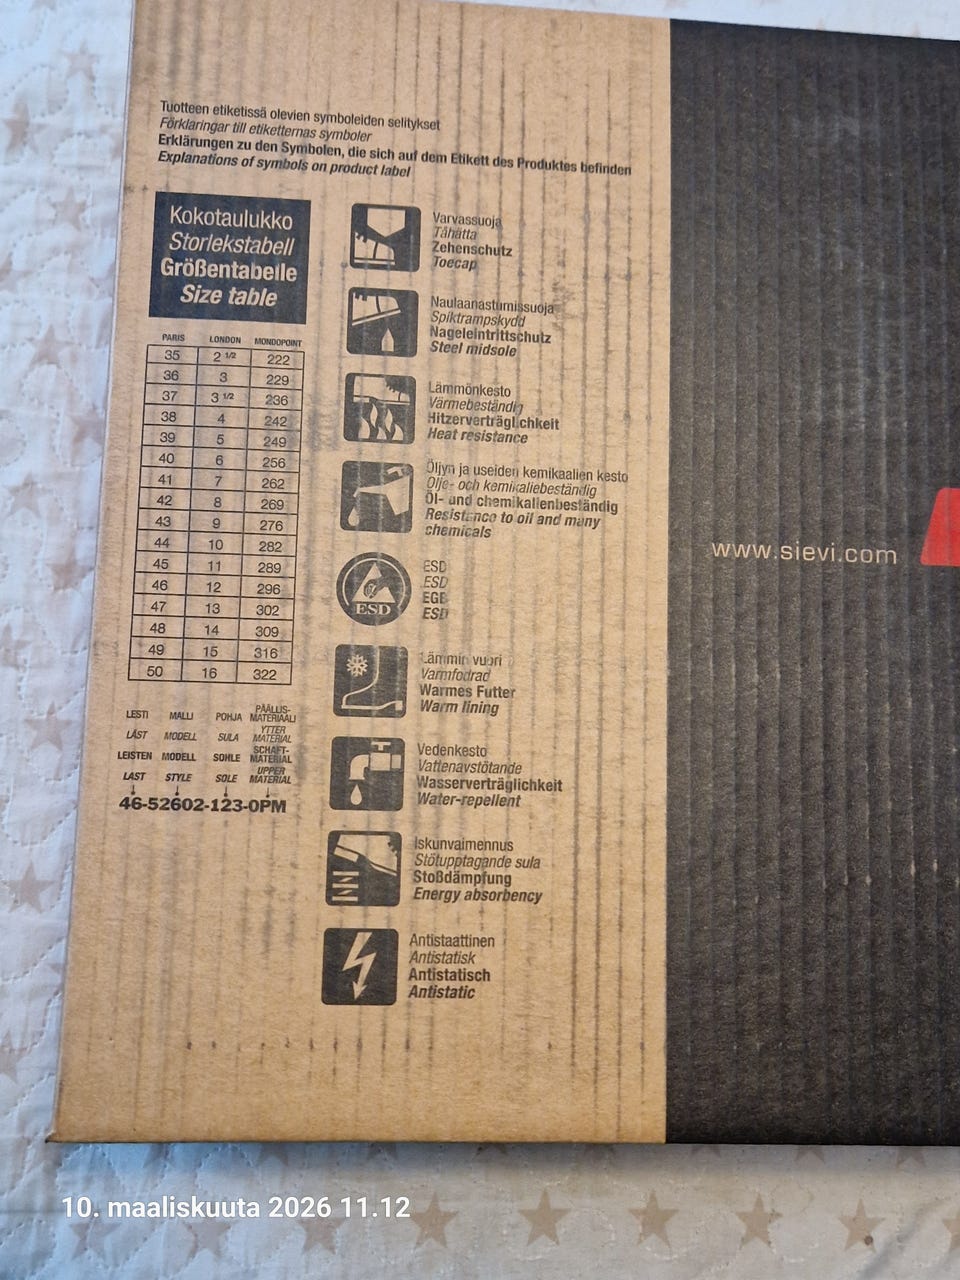 Tuotteen etiketissä olevien symboleiden selitykset
Förklaringar till etiketternas symboler
Erklärungen zu den Symbolen, die sich auf dem Etikett des Produktes befinden
Explanations of symbols on product label
Kokotaulukko
Storlekstabell
Größentabelle
Size table
PARIS LONDON MONDOPOINT
35 2 1/2 222
36 3 229
37 3 1/2 236
38 4 242
39 5 249
40 6 256
41 7 262
42 8 269
43 9 276
44 10 282
45 11 289
46 12 296
47 13 302
48 14 309
49 15 316
50 16 322
LESTI MALLI POHJA PÄÄLLIS-
MATERIAALI
LÄST MODELL SULA YTTER
MATERIAL
LEISTEN MODELL SOHLE SCHAFT-
MATERIAL
LAST STYLE SOLE UPPER
MATERIAL
46-52602-123-0PM
Varvassuoja
Tåhätta
Zehenschutz
Toecap
Naulaanastumissuoja
Spiktrampskydd
Nageleintrittschutz
Steel midsole
Lämmönkesto
Värmebeständig
Hitzerverträglichkeit
Heat resistance
Öljyn ja useiden kemikaalien kesto
Olje- och kemikaliebeständig
Öl- und chemikalienbeständig
Resistance to oil and many
chemicals
ESD
ESD
ESD
EGB
ESD
Lämmin vuori
Varmfodrad
Warmes Futter
Warm lining
Vedenkesto
Vattenavstötande
Wasserverträglichkeit
Water-repellent
Iskunvaimennus
Stötupptagande sula
Stoßdämpfung
Energy absorbency
Antistaattinen
Antistatisk
Antistatisch
Antistatic
www.sievi.com
10. maaliskuuta 2026 11.12